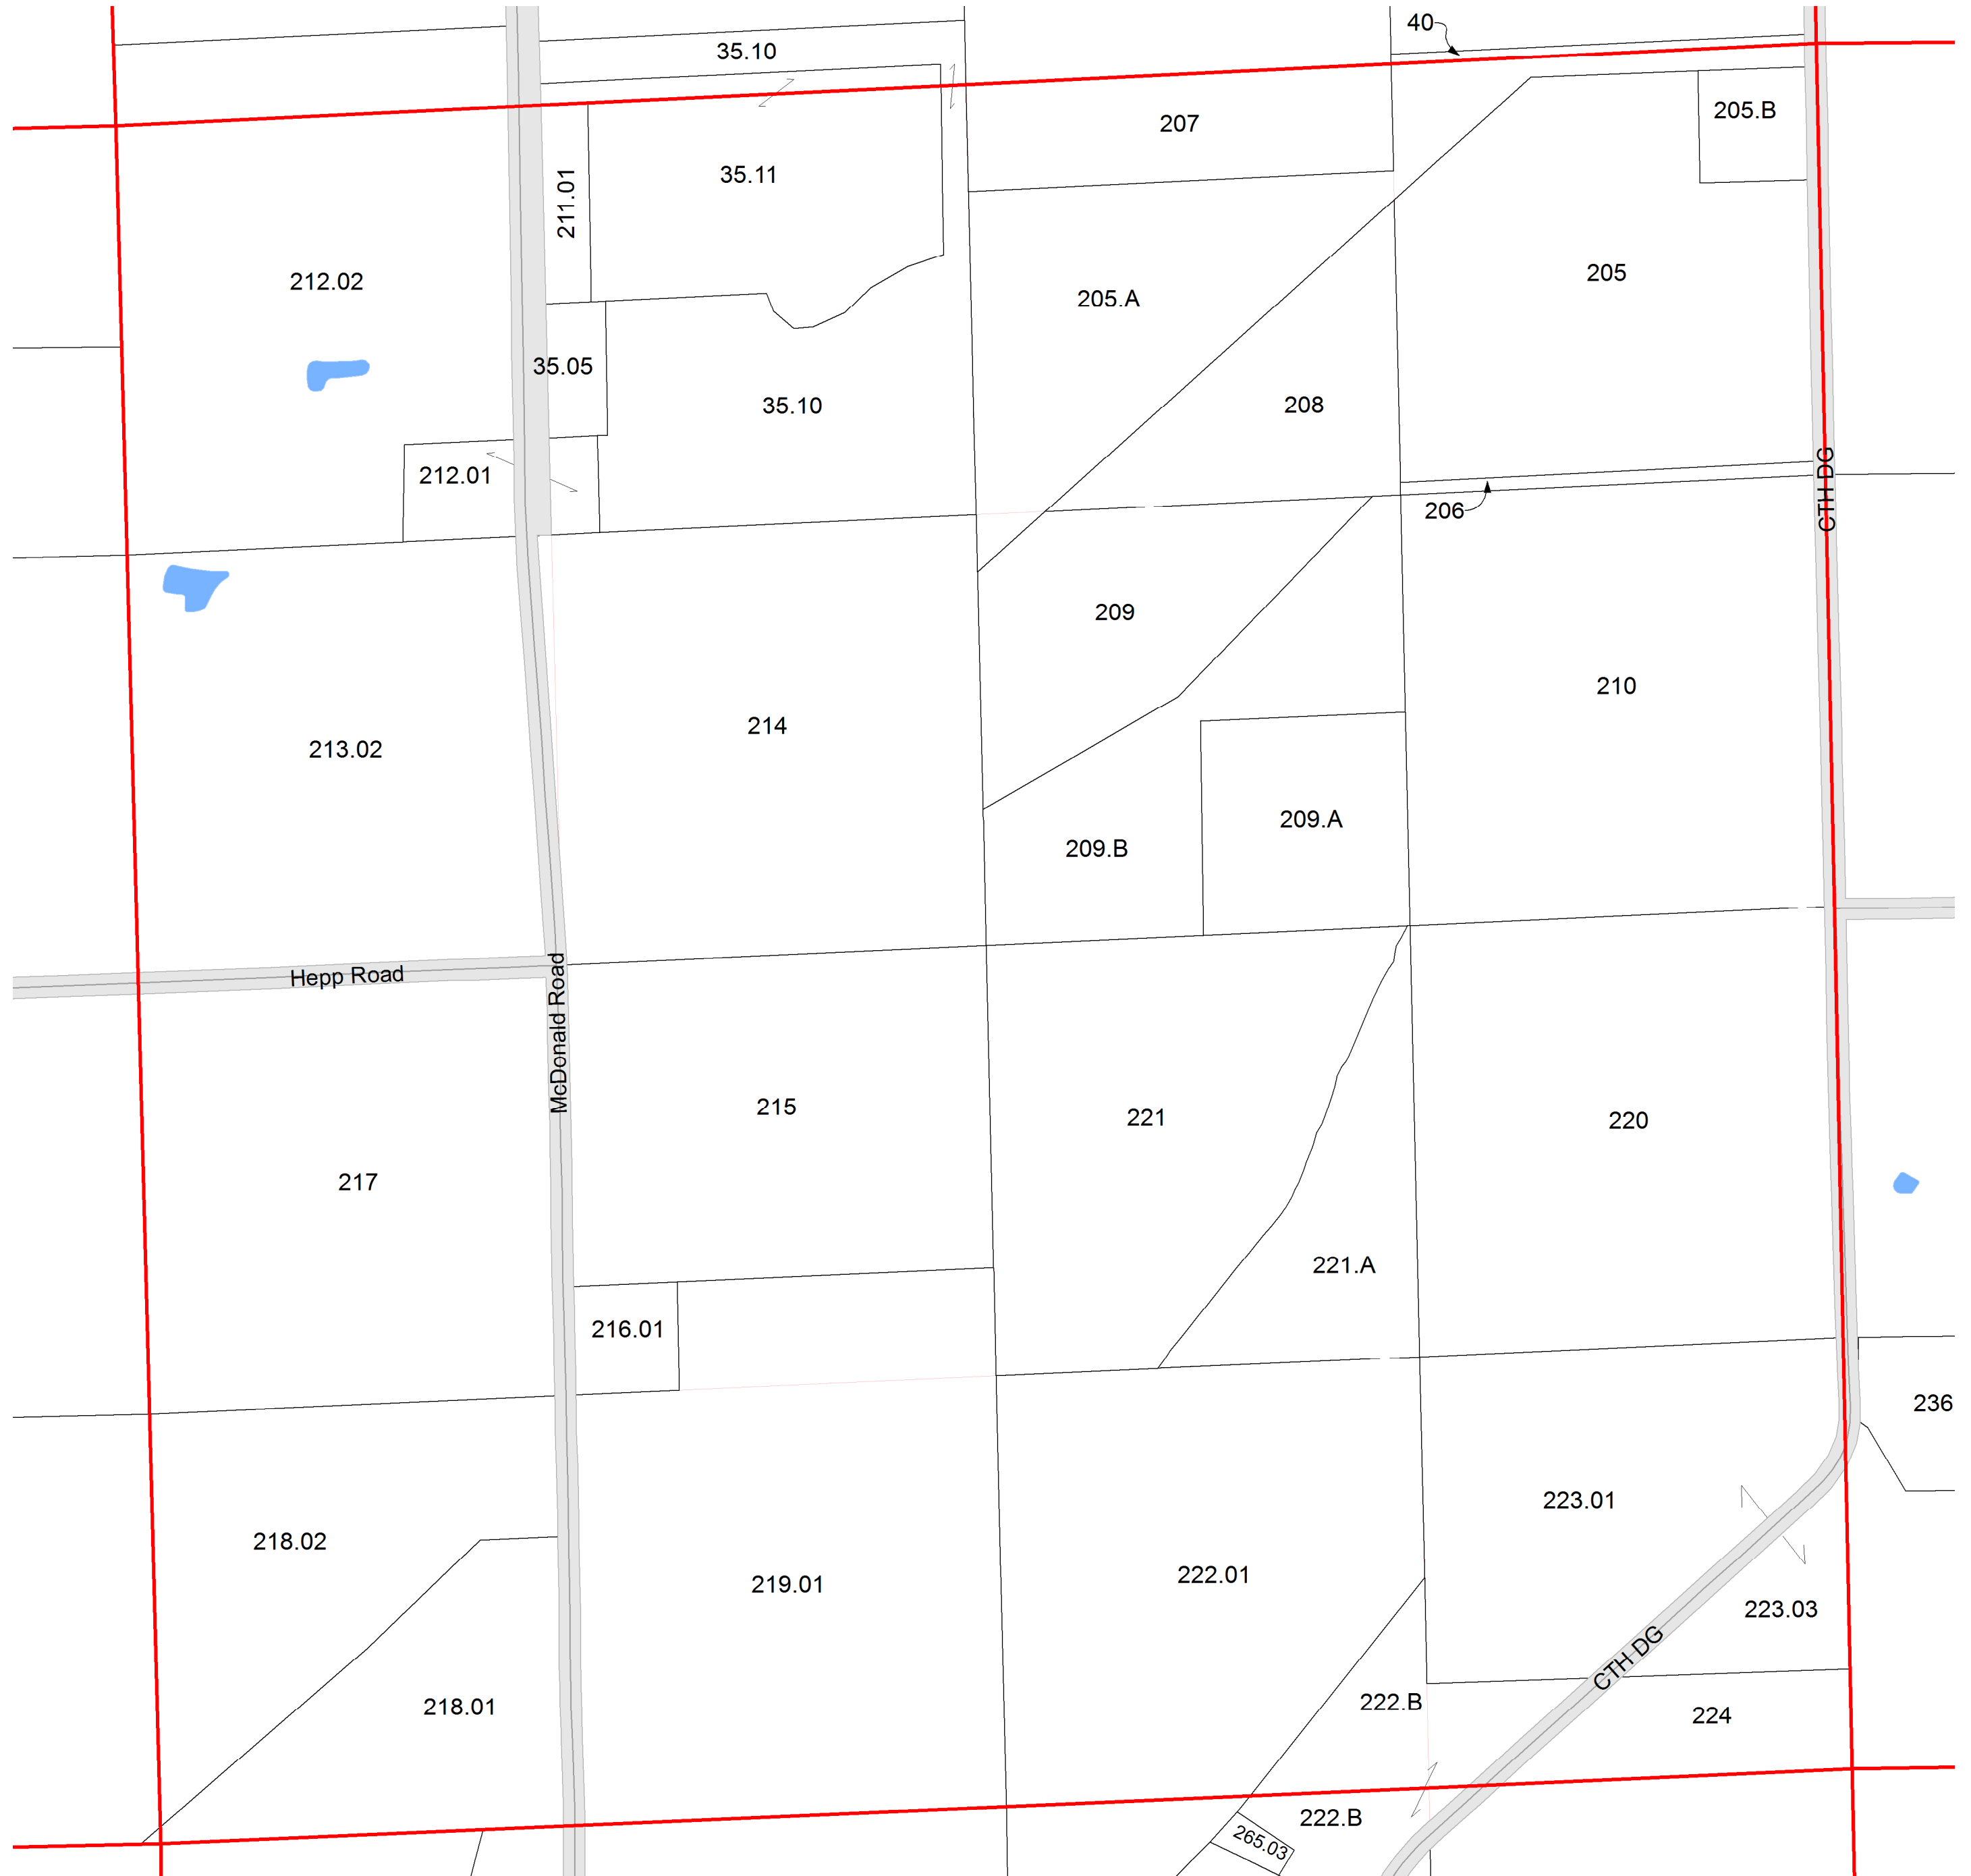 40
35.10
205.B
207
35.11
211.01
205
212.02
205.A
35.05
35.10
208
212.01
CTH DG
206
209
210
214
213.02
209.A
209.B
Hepp Road
McDonald Road
215
221
220
217
221.A
216.01
236
223.01
218.02
222.01
219.01
223.03
CTH DG
222.B
218.01
224
222.B
265.03